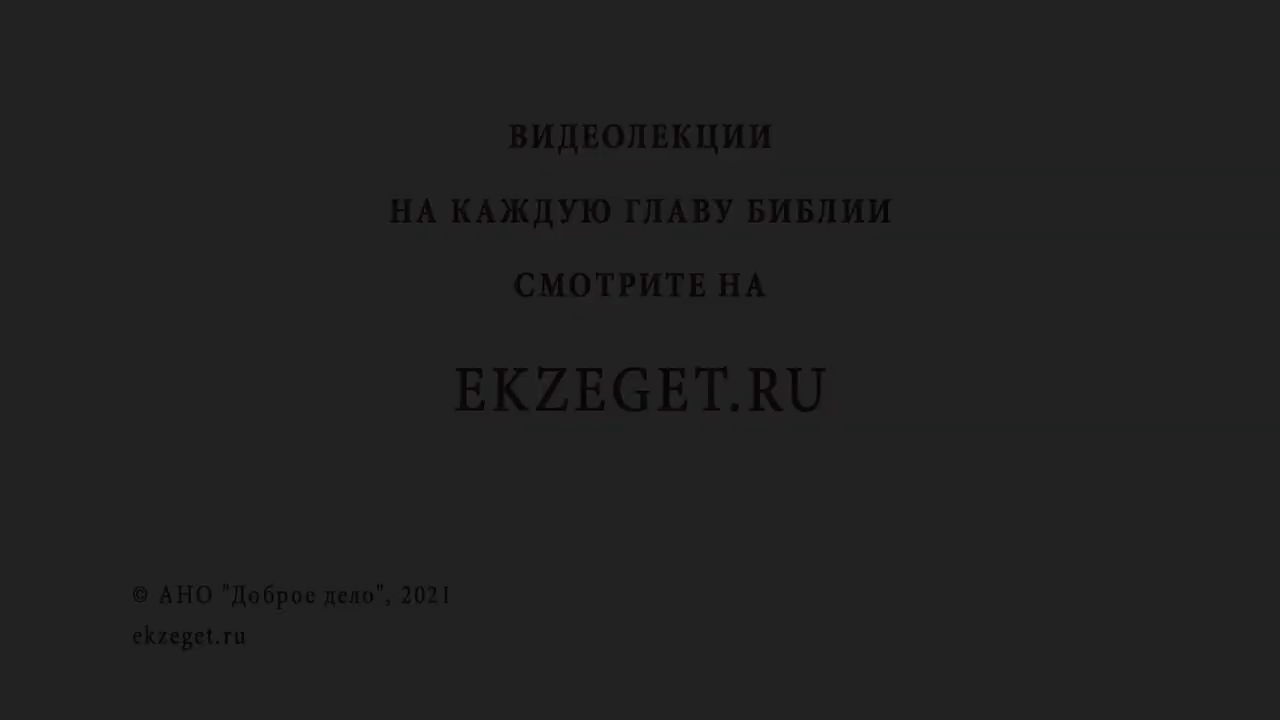 ВИДЕОЛЕКЦИИ
НА КАЖДУЮ ГЛАВУ БИБЛИИ
СМОТРИТЕ НА
EKZEGET.RU
© АНО "Доброе дело", 2021
ekzeget.ru